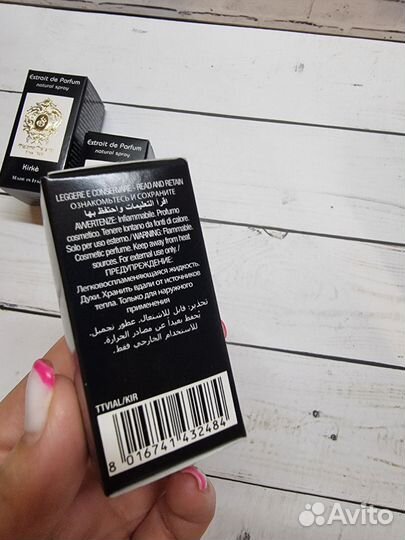 Extrait de Parfum
natural spray
Kirkè
MADE IN
Extrait de Parfum
natural spray
LEGGERE E CONSERVARE - READ AND RETAIN
ОЗНАКОМЬТЕСЬ И СОХРАНИТЕ
اقرأ التعليمات واحتفظ بها
AVVERTENZE: Inflammabile. Profumo
cosmetico. Tenere lontano da fonti di calore.
Solo per uso esterno / WARNING: Flammable.
Cosmetic perfume. Keep away from heat
sources. For external use only /
ПРЕДУПРЕЖДЕНИЕ:
Легковоспламеняющаяся жидкость.
Духи. Хранить вдали от источников
тепла. Только для наружного
применения
تحذير: قابل للاشتعال. عطور تجميل.
تحفظ بعيداً عن مصادر الحرارة.
للاستخدام الخارجي فقط.
TTVIAL/KIR
8 016741 432484
Avito